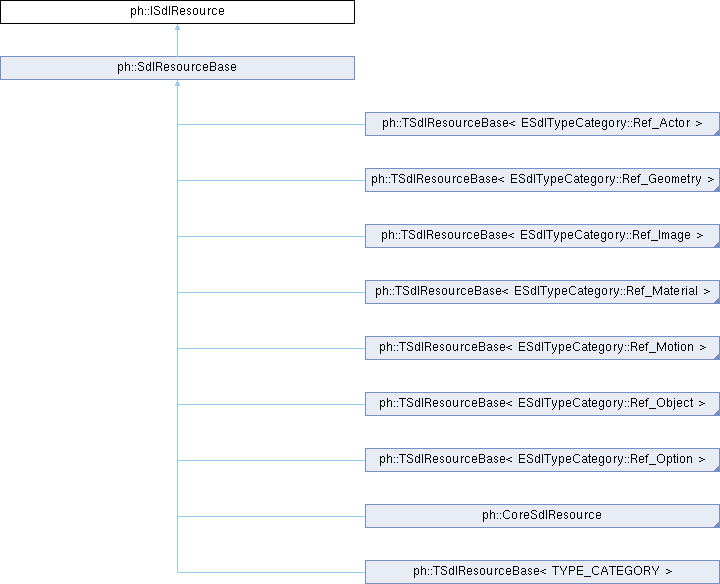 ph::ISdlResource
ph::SdlResourceBase
ph::TSdlResourceBase< ESdlTypeCategory::Ref_Actor >
ph::TSdlResourceBase< ESdlTypeCategory::Ref_Geometry >
ph::TSdlResourceBase< ESdlTypeCategory::Ref_Image >
ph::TSdlResourceBase< ESdlTypeCategory::Ref_Material >
ph::TSdlResourceBase< ESdlTypeCategory::Ref_Motion >
ph::TSdlResourceBase< ESdlTypeCategory::Ref_Object >
ph::TSdlResourceBase< ESdlTypeCategory::Ref_Option >
ph::CoreSdlResource
ph::TSdlResourceBase< TYPE_CATEGORY >